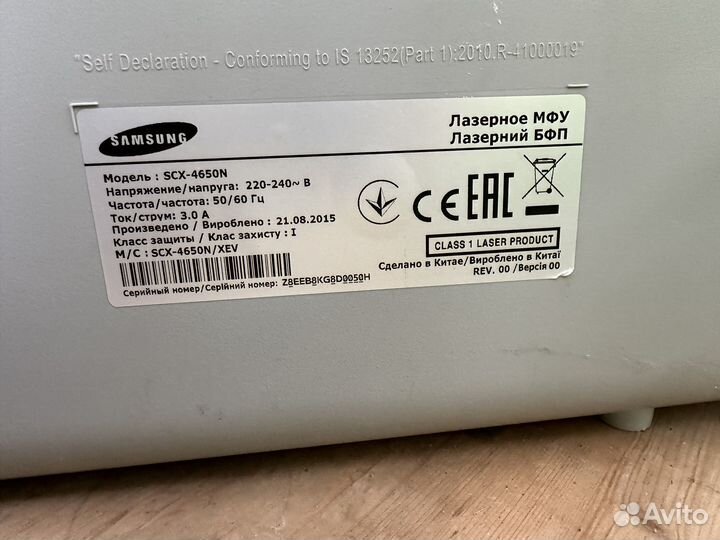 "Self Declaration - Conforming to IS 13252(Part 1):2010.R-41000019"
SAMSUNG
Лазерное МФУ
Лазерний БФП
Модель : SCX-4650N
Напряжение/напруга: 220-240~ В
Частота/частота: 50/60 Гц
Ток/струм: 3.0 А
Произведено / Вироблено : 21.08.2015
Класс защиты / Клас захисту : I
М/С : SCX-4650N/XEV
CE EAC
CLASS 1 LASER PRODUCT
Сделано в Китае/Вироблено в Китаї
REV. 00 /Версія 00
Серийный номер/Серійний номер: Z8EEB8KG8D0050H
Avito